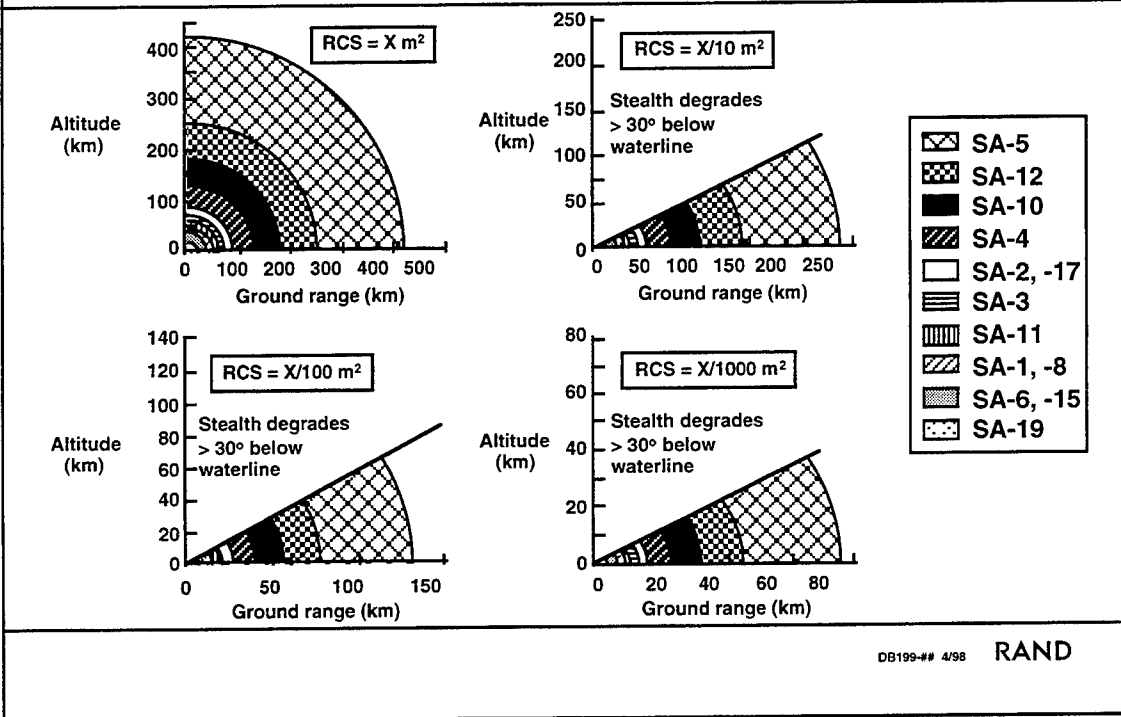 RCS = X m²
400
300
200
100
0
Altitude
(km)
0 100 200 300 400 500
Ground range (km)
RCS = X/10 m²
250
200
150
100
50
0
Altitude
(km)
Stealth degrades
> 30º below
waterline
0 50 100 150 200 250
Ground range (km)
RCS = X/100 m²
140
120
100
80
60
40
20
0
Altitude
(km)
Stealth degrades
> 30º below
waterline
0 50 100 150
Ground range (km)
RCS = X/1000 m²
80
60
40
20
0
Altitude
(km)
Stealth degrades
> 30º below
waterline
0 20 40 60 80
Ground range (km)
SA-5
SA-12
SA-10
SA-4
SA-2, -17
SA-3
SA-11
SA-1, -8
SA-6, -15
SA-19
DB199-## 4/98 RAND